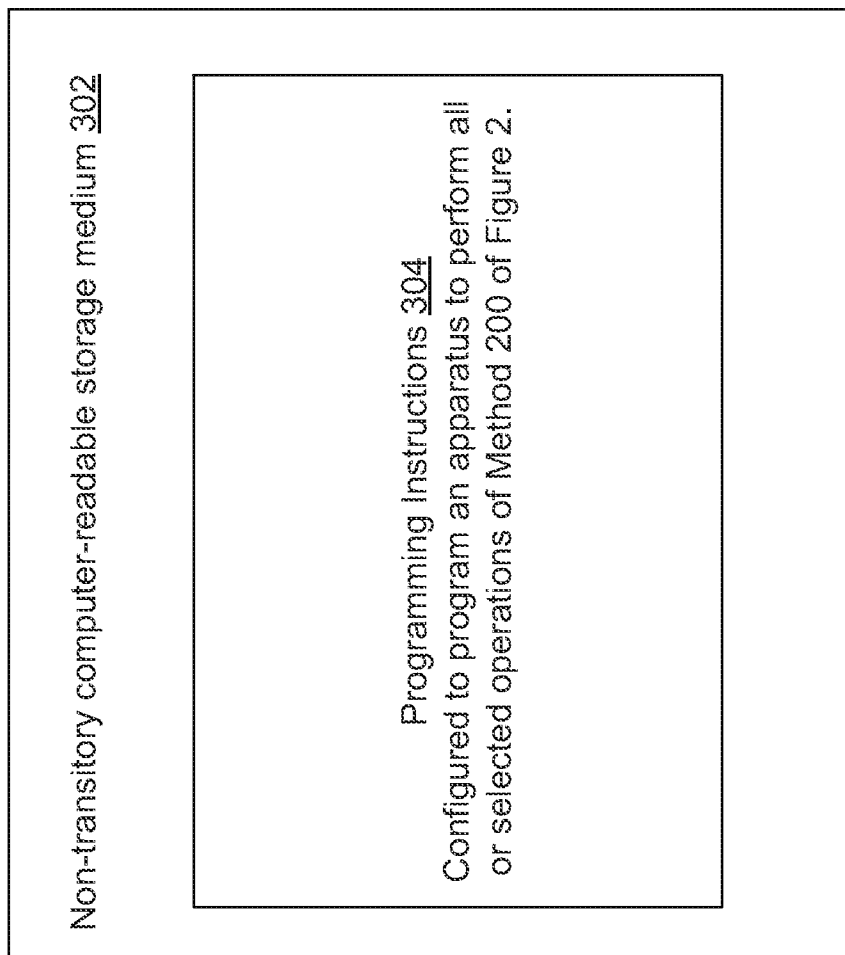 Non-transitory computer-readable storage medium 302
Programming Instructions 304
Configured to program an apparatus to perform all
or selected operations of Method 200 of Figure 2.